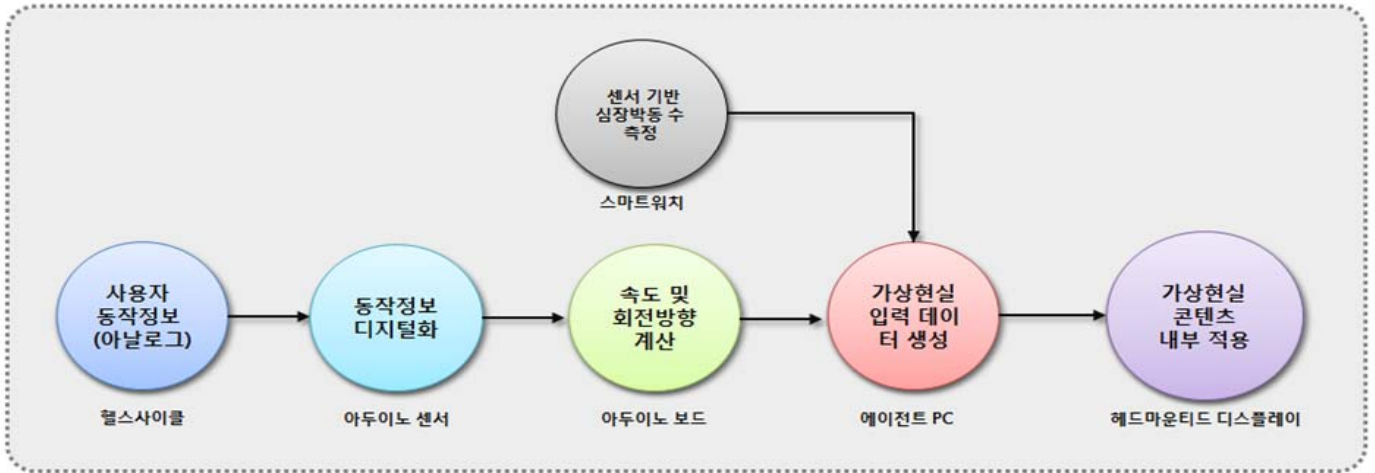 센서 기반
심장박동 수
측정
스마트워치
사용자
동작정보
(아날로그)
헬스사이클
동작정보
디지털화
아두이노 센서
속도 및
회전방향
계산
아두이노 보드
가상현실
입력 데이
터 생성
에이전트 PC
가상현실
콘텐츠
내부 적용
헤드마운티드 디스플레이